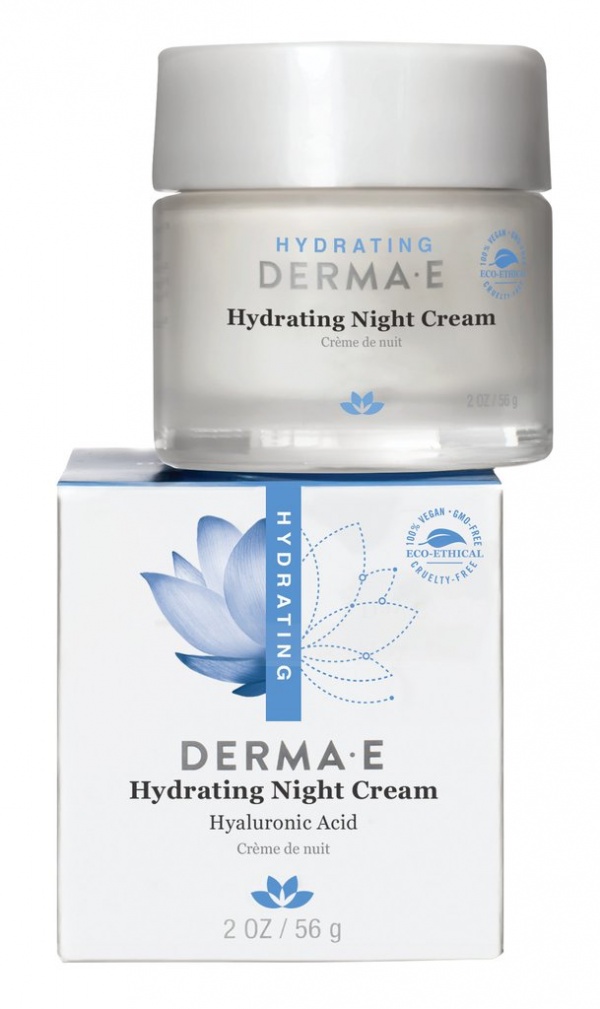 HYDRATING
DERMA·E
Hydrating Night Cream
Crème de nuit
2 OZ / 56 g
100% VEGAN · GMO-
ECO-ETHICAL
CRUELTY-FREE
HYDRATING
100% VEGAN · GMO-FREE
ECO-ETHICAL
CRUELTY-FREE
DERMA·E
Hydrating Night Cream
Hyaluronic Acid
Crème de nuit
2 OZ / 56 g